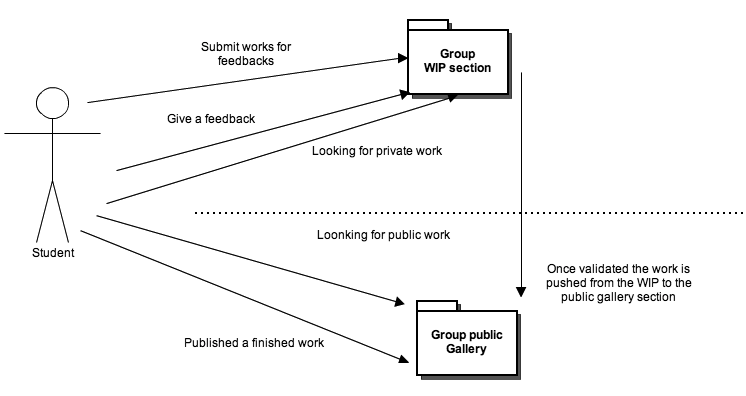 Submit works for
feedbacks
Group
WIP section
Give a feedback
Looking for private work
Student
Loonking for public work
Once validated the work is
pushed from the WIP to the
public gallery section
Group public
Gallery
Published a finished work